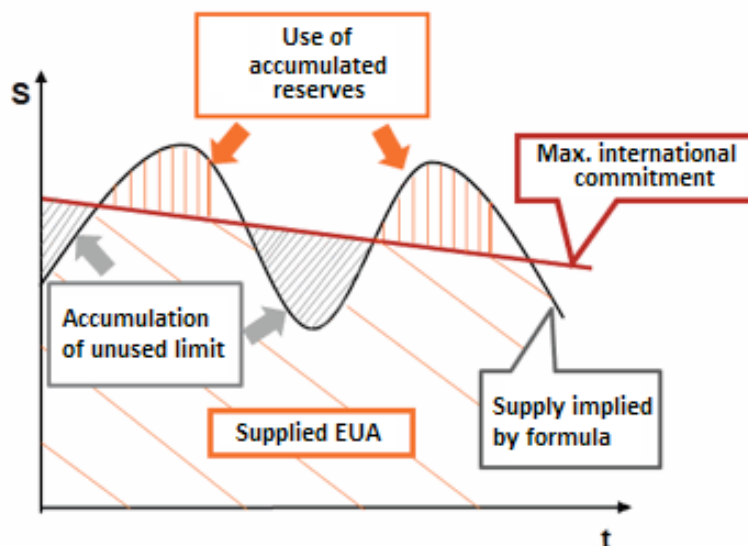 Use of
accumulated
reserves
S
Max. international
commitment
Accumulation
of unused limit
Supply implied
by formula
Supplied EUA
t